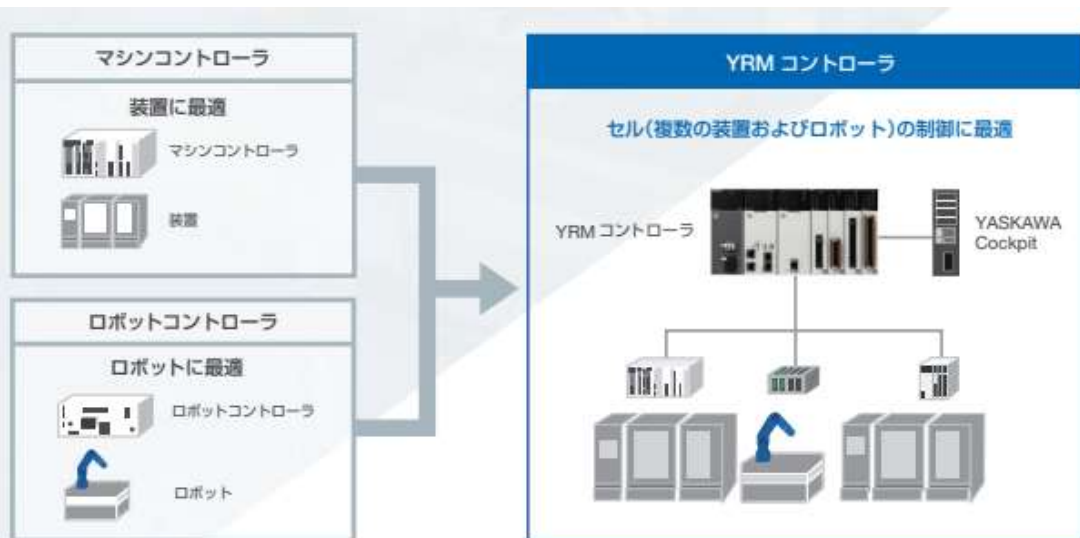 マシンコントローラ
装置に最適
マシンコントローラ
装置
ロボットコントローラ
ロボットに最適
ロボットコントローラ
ロボット
YRM コントローラ
セル(複数の装置およびロボット)の制御に最適
YRM コントローラ
YASKAWA
Cockpit